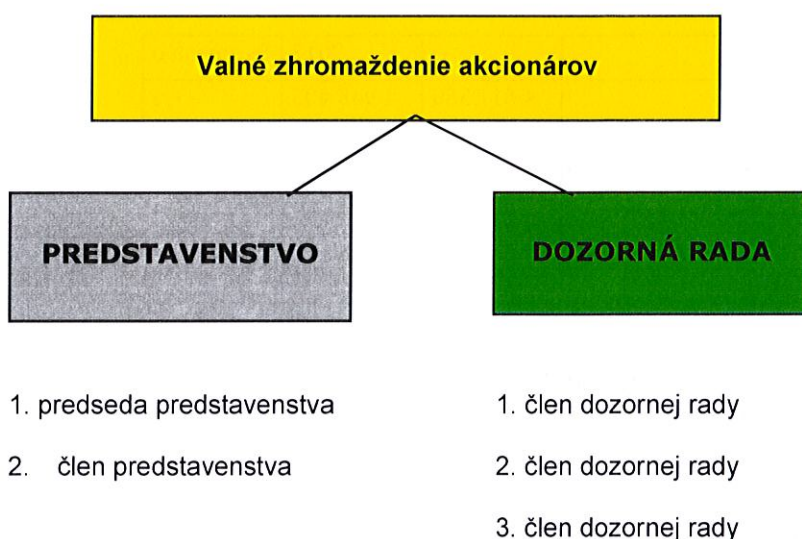 Valné zhromaždenie akcionárov
PREDSTAVENSTVO
DOZORNÁ RADA
1. predseda predstavenstva
2. člen predstavenstva
1. člen dozornej rady
2. člen dozornej rady
3. člen dozornej rady